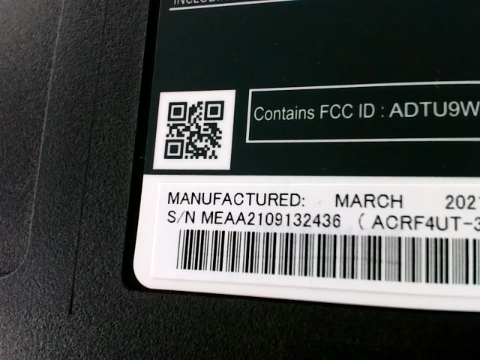 Contains FCC ID : ADTU9W
MANUFACTURED: MARCH 2021
S/N MEAA2109132436 ( ACRF4UT-3